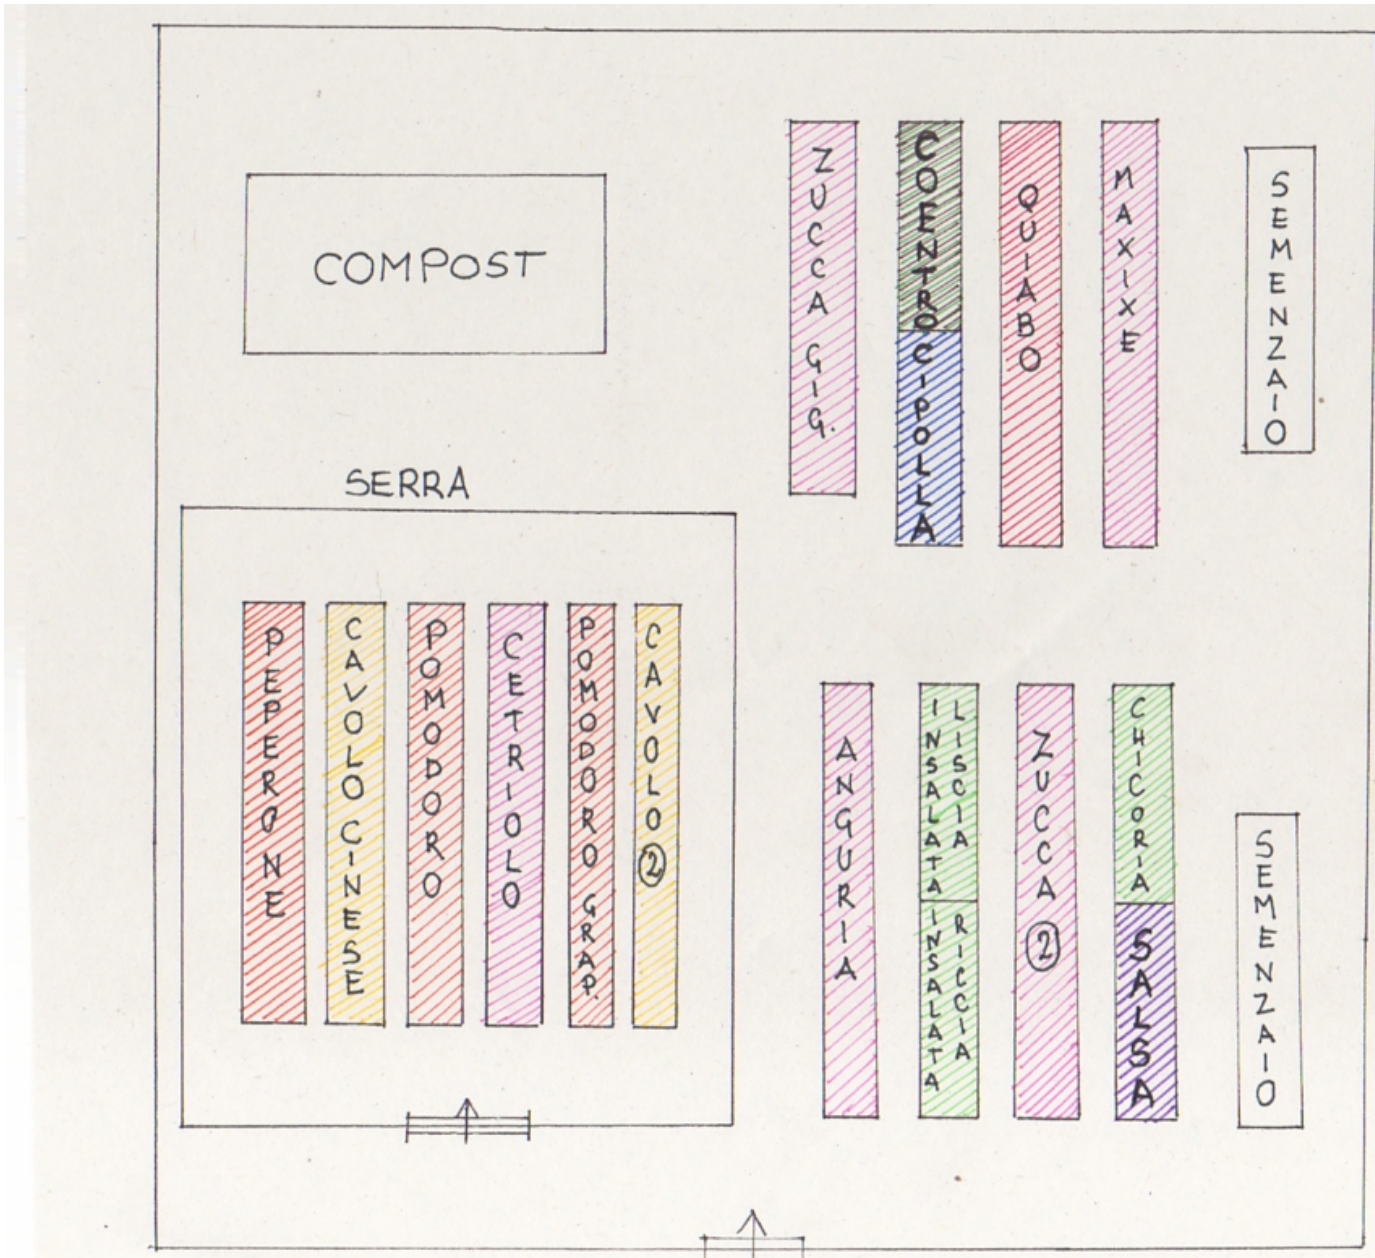 COMPOST
ZUCCA GIG.
COENTRO
CIPOLLA
QUIABO
MAXIXE
SEMENZAIO
SERRA
PEPERONE
CAVOLO CINESE
POMODORO
CETRIOLO
POMODORO GRAP.
CAVOLO 2
ANGURIA
INSALATA LISCIA
INSALATA RICCIA
ZUCCA 2
CHICORIA
SALSA
SEMENZAIO